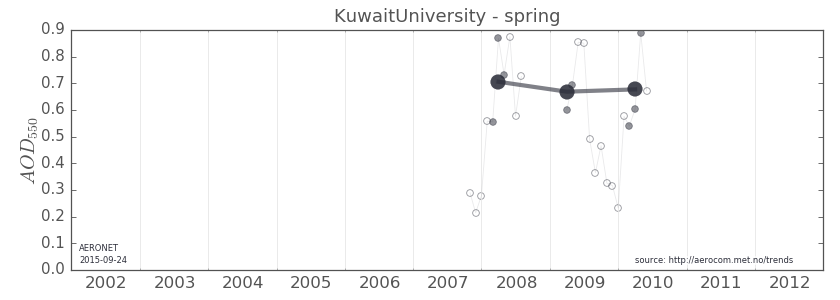 KuwaitUniversity - spring
0.9
0.8
0.7
0.6
0.5
0.4
0.3
0.2
0.1
0.0
AOD550
AERONET
2015-09-24
source: http://aerocom.met.no/trends
2002 2003 2004 2005 2006 2007 2008 2009 2010 2011 2012